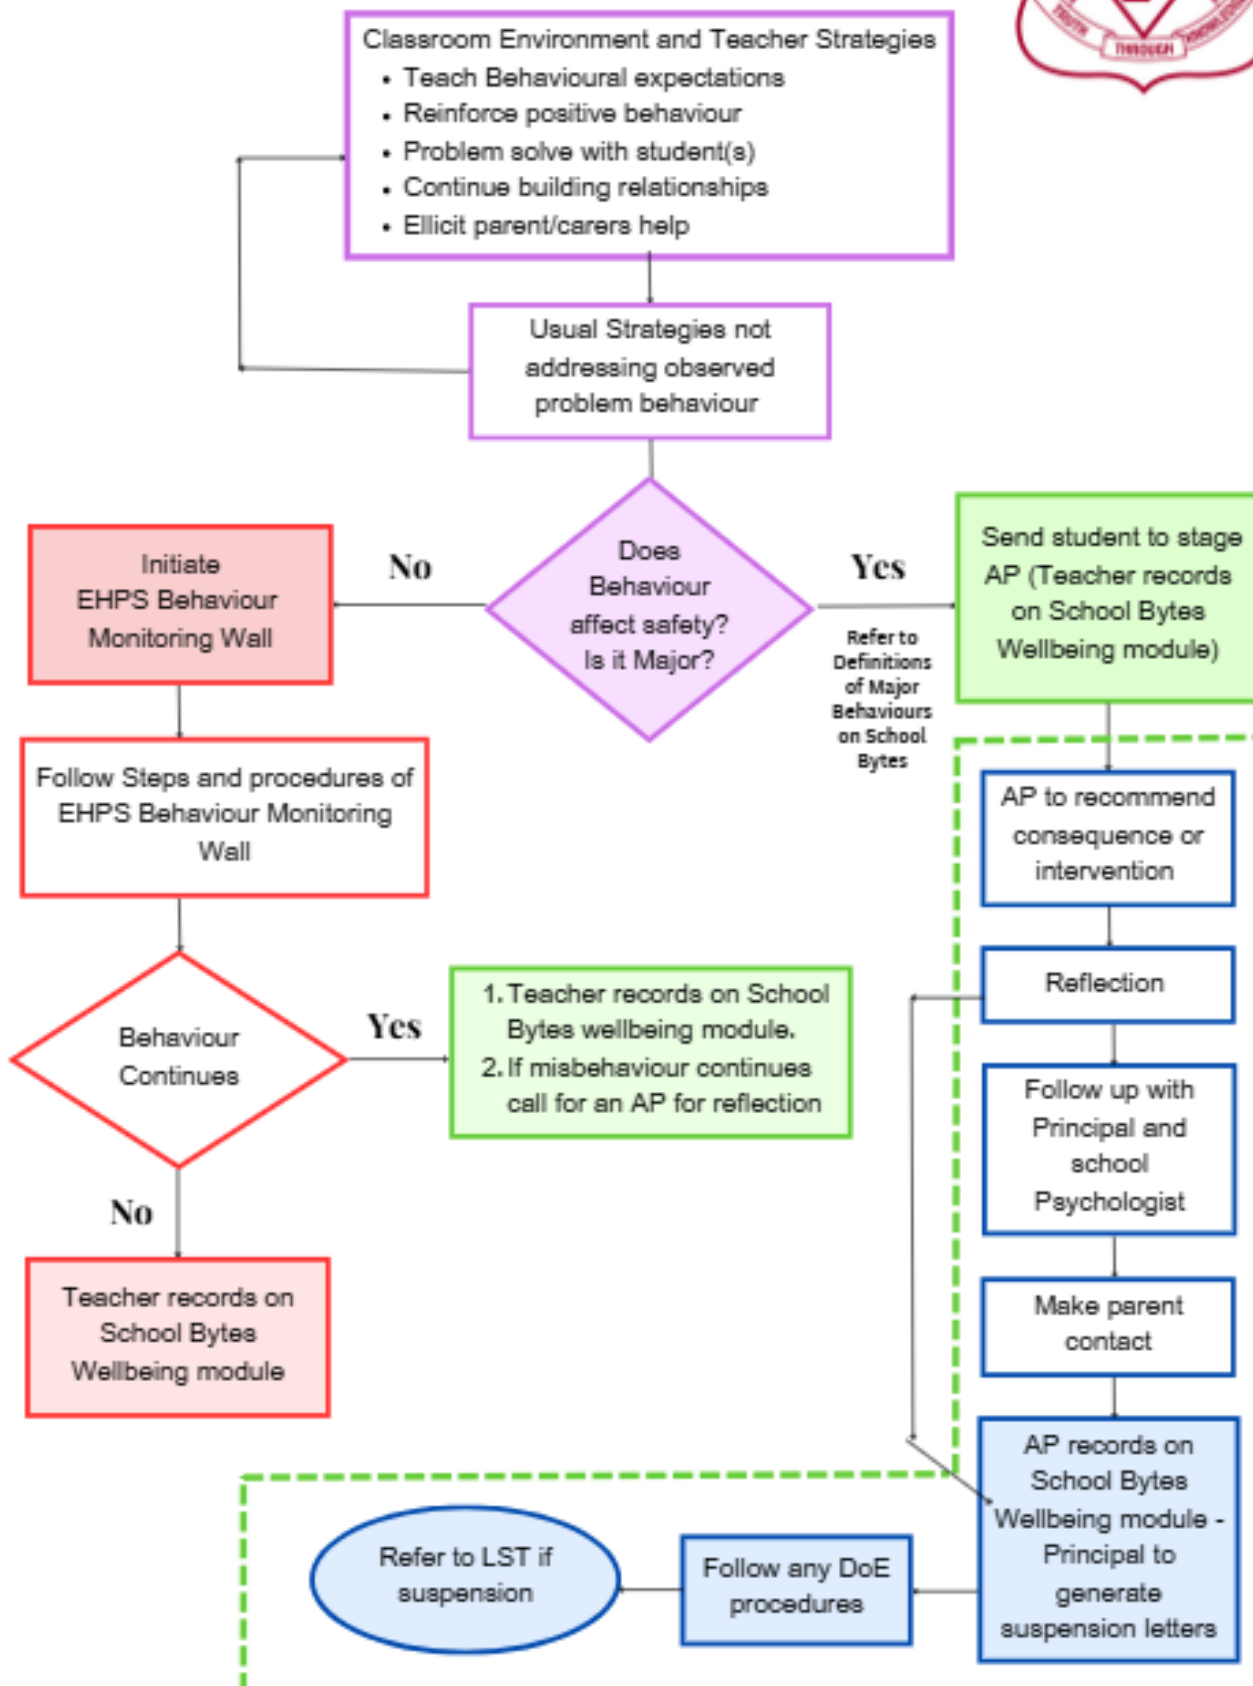 TRUTH
THROUGH
Classroom Environment and Teacher Strategies
• Teach Behavioural expectations
• Reinforce positive behaviour
• Problem solve with student(s)
• Continue building relationships
• Ellicit parent/carers help
Usual Strategies not
addressing observed
problem behaviour
Does
Behaviour
affect safety?
Is it Major?
No
Yes
Refer to
Definitions
of Major
Behaviours
on School
Bytes
Initiate
EHPS Behaviour
Monitoring Wall
Send student to stage
AP (Teacher records
on School Bytes
Wellbeing module)
Follow Steps and procedures of
EHPS Behaviour Monitoring
Wall
Behaviour
Continues
Yes
1. Teacher records on School
Bytes wellbeing module.
2. If misbehaviour continues
call for an AP for reflection
No
Teacher records on
School Bytes
Wellbeing module
AP to recommend
consequence or
intervention
Reflection
Follow up with
Principal and
school
Psychologist
Make parent
contact
AP records on
School Bytes
Wellbeing module -
Principal to
generate
suspension letters
Follow any DoE
procedures
Refer to LST if
suspension